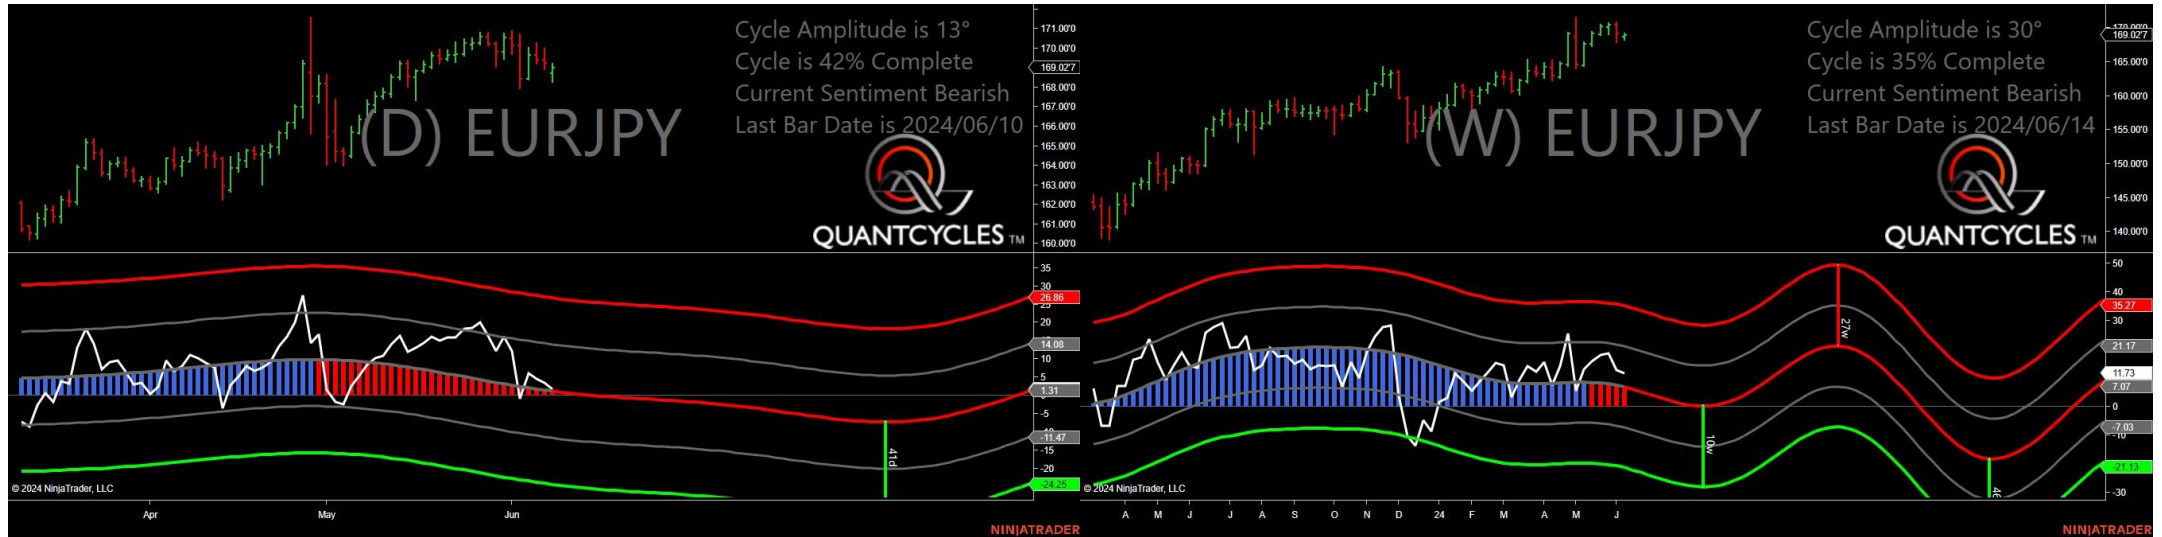 Cycle Amplitude is 13°
Cycle is 42% Complete
Current Sentiment Bearish
Last Bar Date is 2024/06/10
(D) EURJPY
QUANTCYCLES TM
171.00'0
170.00'0
169.027
168.00'0
167.00'0
166.00'0
165.00'0
164.00'0
163.00'0
162.00'0
161.00'0
160.00'0
35
30
26.86
25
20
14.08
10
5
1.31
-5
-11.47
-15
-20
-24.25
41d
© 2024 NinjaTrader, LLC
Apr May Jun
NINJATRADER
Cycle Amplitude is 30°
Cycle is 35% Complete
Current Sentiment Bearish
Last Bar Date is 2024/06/14
(W) EURJPY
QUANTCYCLES TM
170.00'0
169.027
165.00'0
160.00'0
155.00'0
150.00'0
145.00'0
140.00'0
50
40
35.27
30
21.17
11.73
7.07
0
-7.03
-10
-21.13
-30
27w
10w
© 2024 NinjaTrader, LLC
A M J J A S O N D 24 F M A M J
NINJATRADER